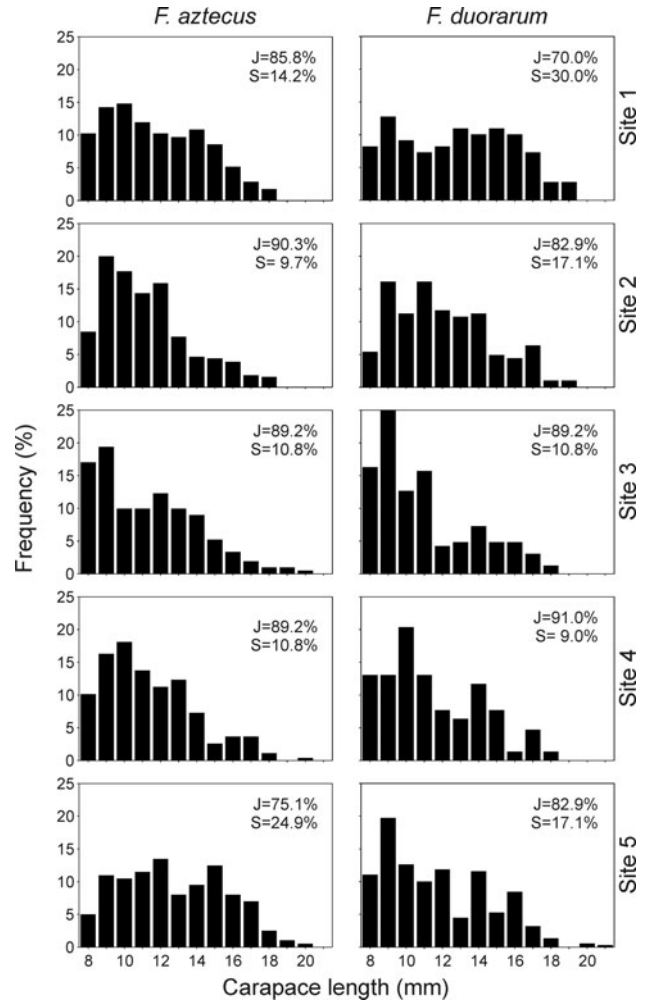 F. aztecus
F. duorarum
25
20
15
10
5
0
J=85.8%
S=14.2%
J=70.0%
S=30.0%
Site 1
25
20
15
10
5
0
J=90.3%
S= 9.7%
J=82.9%
S=17.1%
Site 2
Frequency (%)
25
20
15
10
5
0
J=89.2%
S=10.8%
J=89.2%
S=10.8%
Site 3
25
20
15
10
5
0
J=89.2%
S=10.8%
J=91.0%
S= 9.0%
Site 4
25
20
15
10
5
0
J=75.1%
S=24.9%
J=82.9%
S=17.1%
Site 5
8 10 12 14 16 18 20
8 10 12 14 16 18 20
Carapace length (mm)
Carapace length (mm)